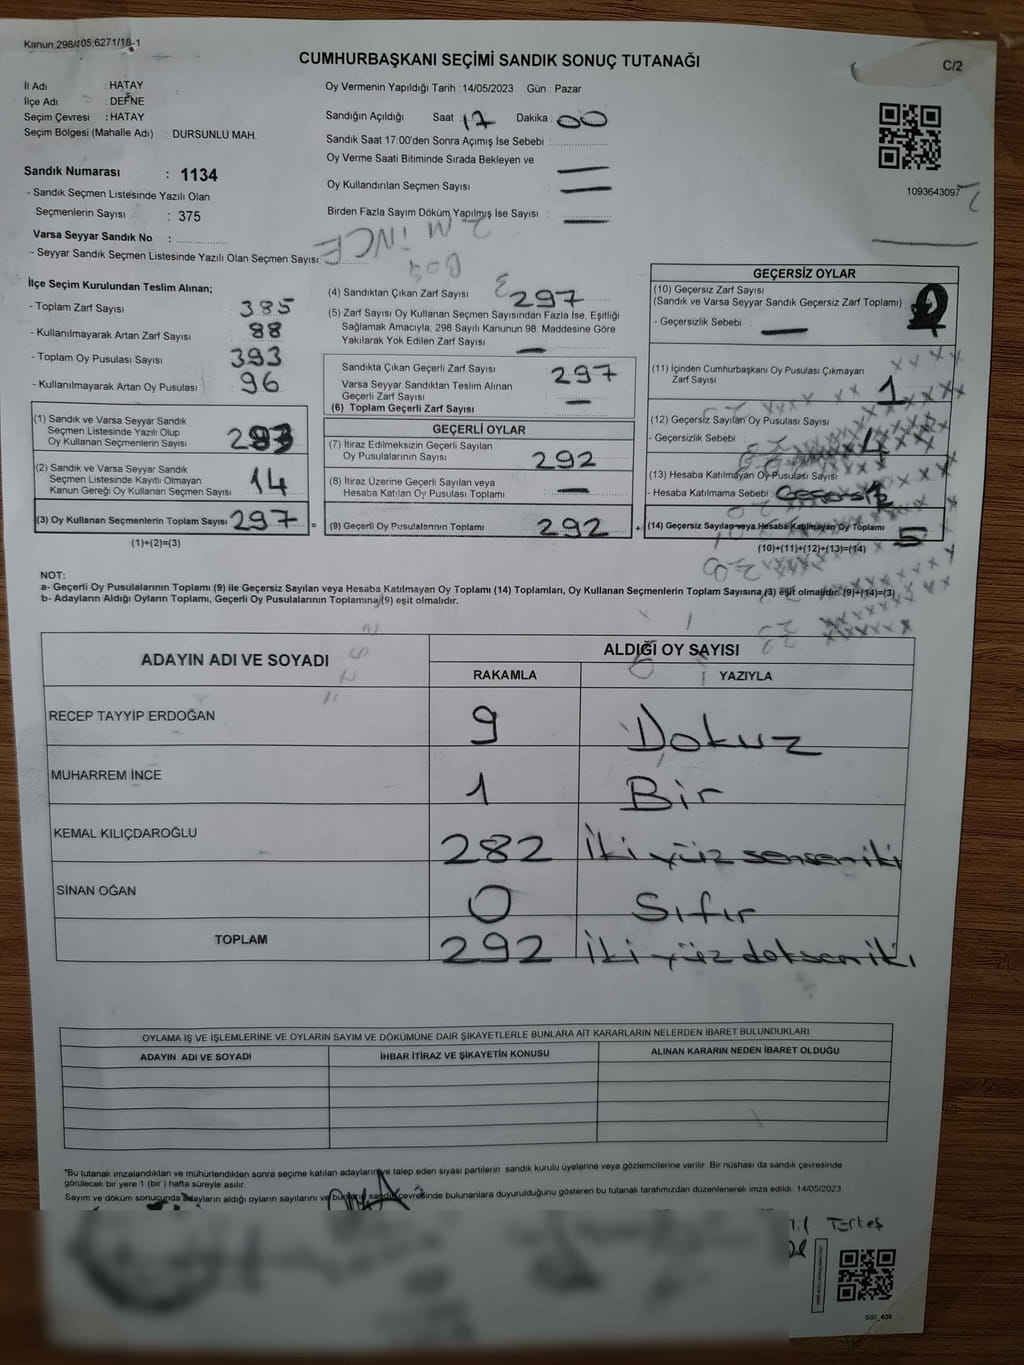 Kanun 298/105;6271/18-1
CUMHURBAŞKANI SEÇİMİ SANDIK SONUÇ TUTANAĞI
C/2
İl Adı : HATAY
İlçe Adı : DEFNE
Seçim Çevresi : HATAY
Seçim Bölgesi (Mahalle Adı) : DURSUNLU MAH.
Sandık Numarası : 1134
- Sandık Seçmen Listesinde Yazılı Olan
Seçmenlerin Sayısı : 375
Varsa Seyyar Sandık No :
- Seyyar Sandık Seçmen Listesinde Yazılı Olan Seçmen Sayısı:
Oy Vermenin Yapıldığı Tarih : 14/05/2023 Gün : Pazar
Sandığın Açıldığı Saat : 17 Dakika : 00
Sandık Saat 17:00'den Sonra Açımış İse Sebebi :
Oy Verme Saati Bitiminde Sırada Bekleyen ve
Oy Kullandırılan Seçmen Sayısı :
Birden Fazla Sayım Döküm Yapılmış İse Sayısı :
1093643097
İlçe Seçim Kurulundan Teslim Alınan;
- Toplam Zarf Sayısı : 385
- Kullanılmayarak Artan Zarf Sayısı : 88
- Toplam Oy Pusulası Sayısı : 393
- Kullanılmayarak Artan Oy Pusulası : 96
(1) Sandık ve Varsa Seyyar Sandık
Seçmen Listesinde Yazılı Olup
Oy Kullanan Seçmenlerin Sayısı
(2) Sandık ve Varsa Seyyar Sandık
Seçmen Listesinde Kayıtlı Olmayan
Kanun Gereği Oy Kullanan Seçmen Sayısı 14
(3) Oy Kullanan Seçmenlerin Toplam Sayısı 297 =
(1)+(2)=(3)
(4) Sandıktan Çıkan Zarf Sayısı : 297
(5) Zarf Sayısı Oy Kullanan Seçmen Sayısından Fazla İse, Eşitliği
Sağlamak Amacıyla, 298 Sayılı Kanunun 98. Maddesine Göre
Yakılarak Yok Edilen Zarf Sayısı
Sandıkta Çıkan Geçerli Zarf Sayısı 297
Varsa Seyyar Sandıktan Teslim Alınan
Geçerli Zarf Sayısı
(6) Toplam Geçerli Zarf Sayısı
GEÇERLİ OYLAR
(7) İtiraz Edilmeksizin Geçerli Sayılan
Oy Pusulalarının Sayısı 292
(8) İtiraz Üzerine Geçerli Sayılan veya
Hesaba Katılan Oy Pusulası Toplamı
(9) Geçerli Oy Pusulalarının Toplamı 292 +
GEÇERSİZ OYLAR
(10) Geçersiz Zarf Sayısı
(Sandık ve Varsa Seyyar Sandık Geçersiz Zarf Toplamı) :
- Geçersizlik Sebebi :
(11) İçinden Cumhurbaşkanı Oy Pusulası Çıkmayan
Zarf Sayısı 1
(12) Geçersiz Sayılan Oy Pusulası Sayısı
- Geçersizlik Sebebi : 4
(13) Hesaba Katılmayan Oy Pusulası Sayısı
- Hesaba Katılmama Sebebi :
(14) Geçersiz Sayılan veya Hesaba Katılmayan Oy Toplamı 5
(10)+(11)+(12)+(13)=(14)
NOT:
a- Geçerli Oy Pusulalarının Toplamı (9) ile Geçersiz Sayılan veya Hesaba Katılmayan Oy Toplamı (14) Toplamları, Oy Kullanan Seçmenlerin Toplam Sayısına (3) eşit olmalıdır. (9)+(14)=(3)
b- Adayların Aldığı Oyların Toplamı, Geçerli Oy Pusulalarının Toplamına (9) eşit olmalıdır.
ADAYIN ADI VE SOYADI
ALDIĞI OY SAYISI
RAKAMLA YAZIYLA
RECEP TAYYİP ERDOĞAN 9 Dokuz
MUHARREM İNCE 1 Bir
KEMAL KILIÇDAROĞLU 282 İki yüz seksen iki
SİNAN OĞAN 0 Sıfır
TOPLAM 292 İki yüz doksan iki
OYLAMA İŞ VE İŞLEMLERİNE VE OYLARIN SAYIM VE DÖKÜMÜNE DAİR ŞİKAYETLERLE BUNLARA AİT KARARLARIN NELERDEN İBARET BULUNDUKLARI
ADAYIN ADI VE SOYADI İHBAR İTİRAZ VE ŞİKAYETİN KONUSU ALINAN KARARIN NEDEN İBARET OLDUĞU
*Bu tutanak imzalandıktan ve mühürlendikten sonra seçime katılan adayların ve talep eden siyasi partilerin sandık kurulu üyelerine veya gözlemcilerine verilir. Bir nüshası da sandık çevresinde
görülecek bir yere 1 (bir) hafta süreyle asılır.
Sayım ve döküm sonucunda adayların aldığı oyların sayılarını ve bunun sandık çevresinde bulunanlara duyurulduğunu gösteren bu tutanak tarafımızdan düzenlenerek imza edildi. 14/05/2023
Terkeş